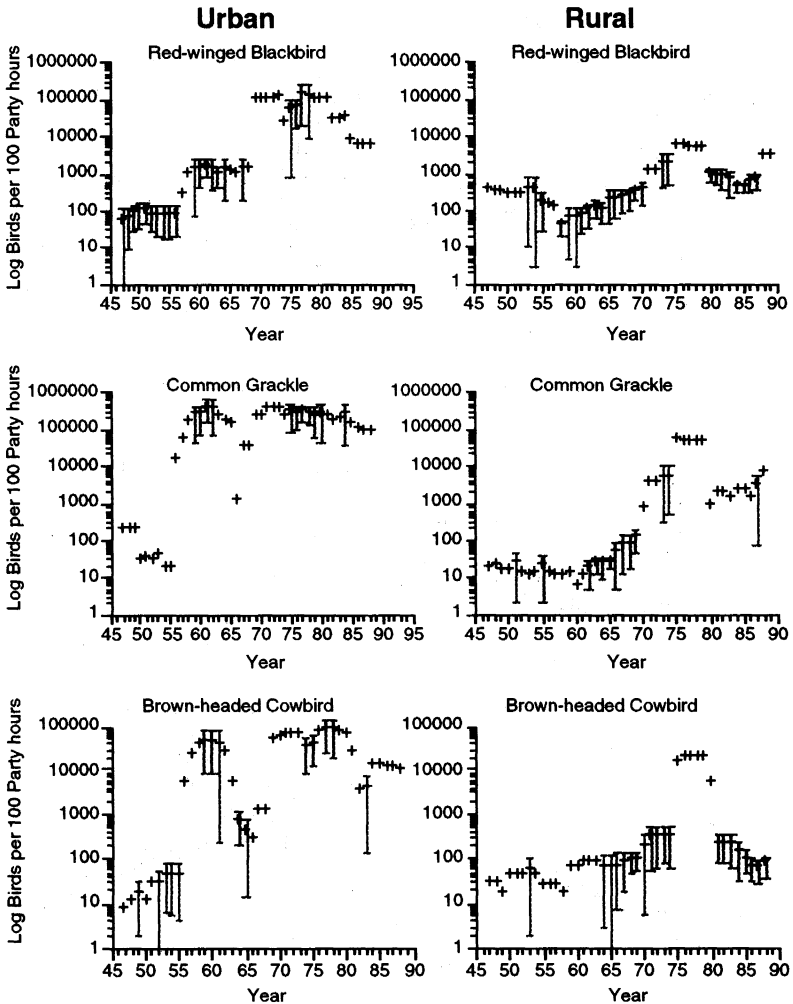 Urban Rural
Red-winged Blackbird Red-winged Blackbird
Log Birds per 100 Party hours
1000000
100000
10000
1000
100
10
1
45 50 55 60 65 70 75 80 85 90 95
Year
1000000
100000
10000
1000
100
10
1
45 50 55 60 65 70 75 80 85 90
Year
Common Grackle Common Grackle
Log Birds per 100 Party hours
1000000
100000
10000
1000
100
10
1
45 50 55 60 65 70 75 80 85 90 95
Year
1000000
100000
10000
1000
100
10
1
45 50 55 60 65 70 75 80 85 90
Year
Brown-headed Cowbird Brown-headed Cowbird
Log Birds per 100 Party hours
100000
10000
1000
100
10
1
45 50 55 60 65 70 75 80 85 90
Year
100000
10000
1000
100
10
1
45 50 55 60 65 70 75 80 85 90
Year